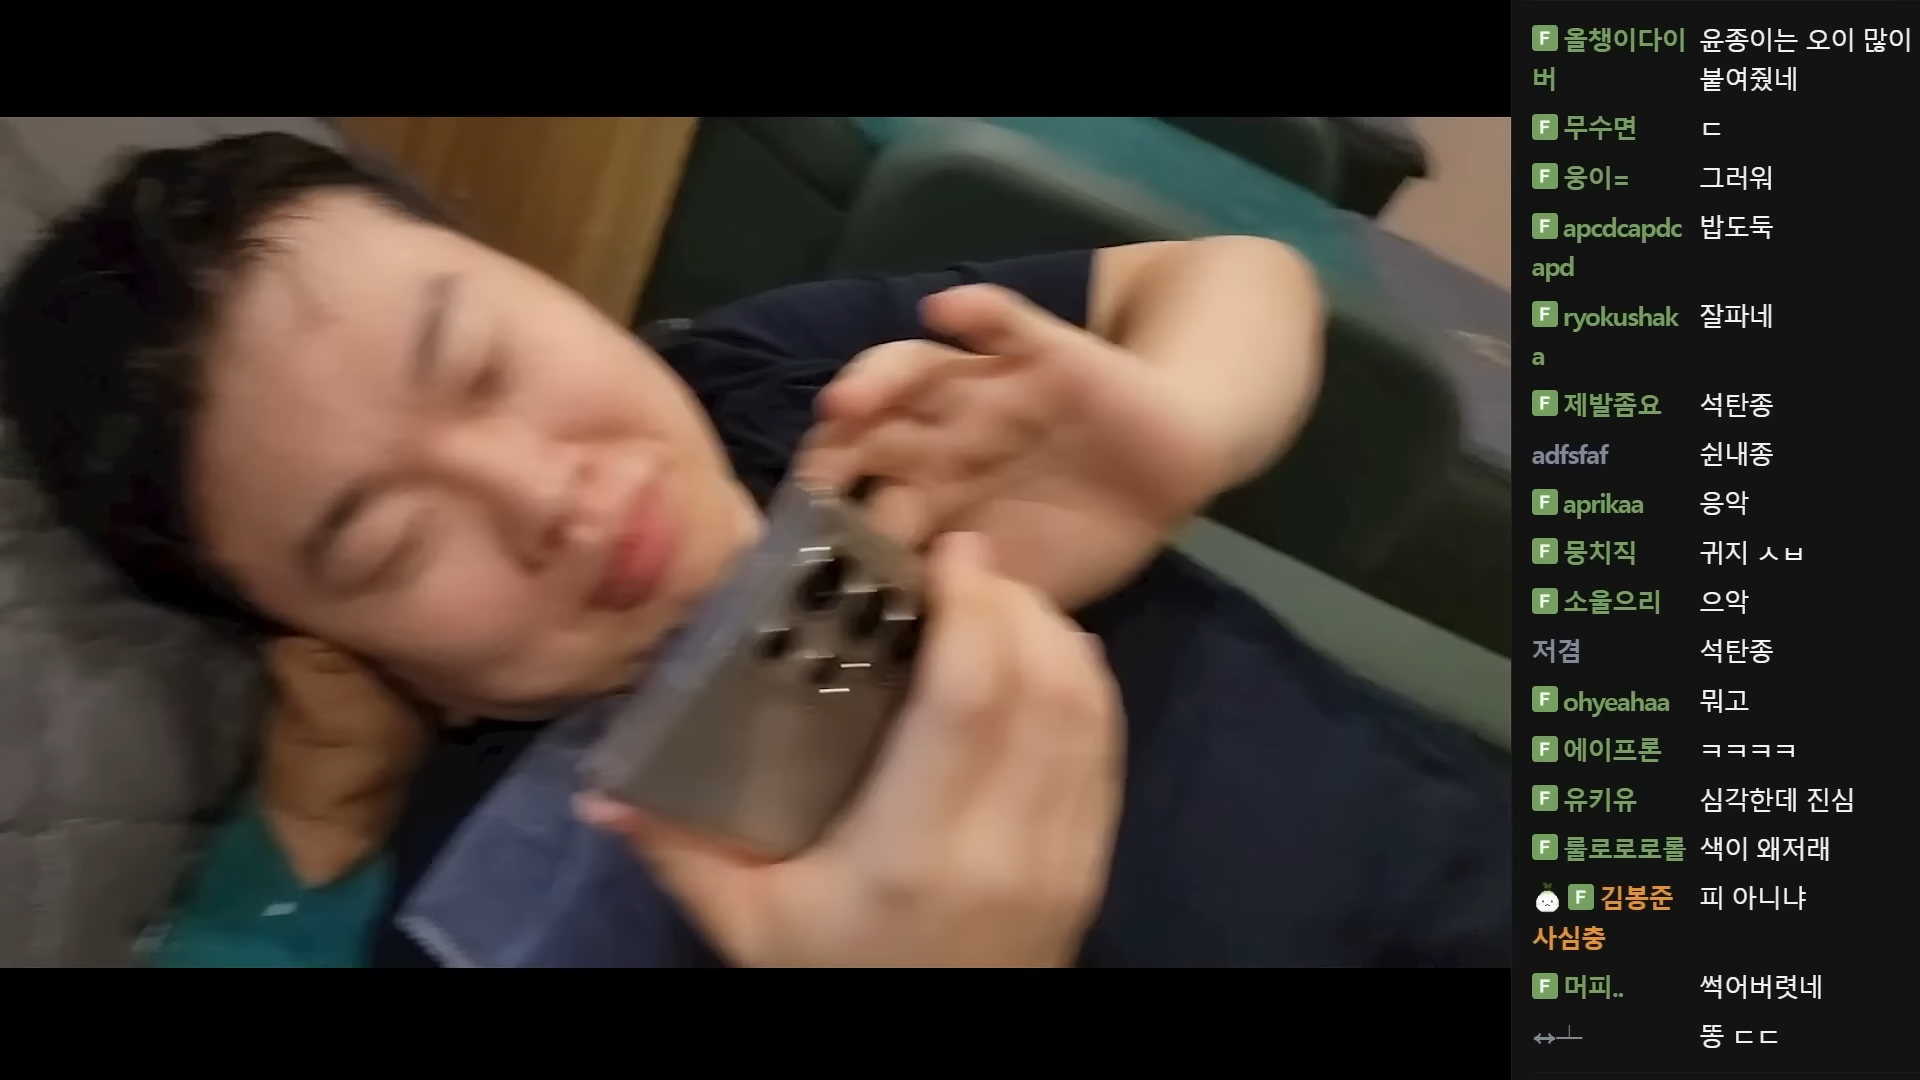 F 올챙이다이버 윤종이는 오이 많이
붙여줬네
F 무수면 ㄷ
F 웅이= 그러워
F apcdcapdcapd 밥도둑
F ryokushaka 잘파네
F 제발좀요 석탄종
adfsfaf 쉰내종
F aprikaa 응악
F 뭉치직 귀지 ㅅㅂ
F 소울으리 으악
저겸 석탄종
F ohyeahaa 뭐고
F 에이프론 ㅋㅋㅋㅋ
F 유키유 심각한데 진심
F 룰로로로롤 색이 왜저래
F 김봉준사심충 피 아니냐
F 머피.. 썩어버렷네
↔┴ 똥 ㄷㄷ